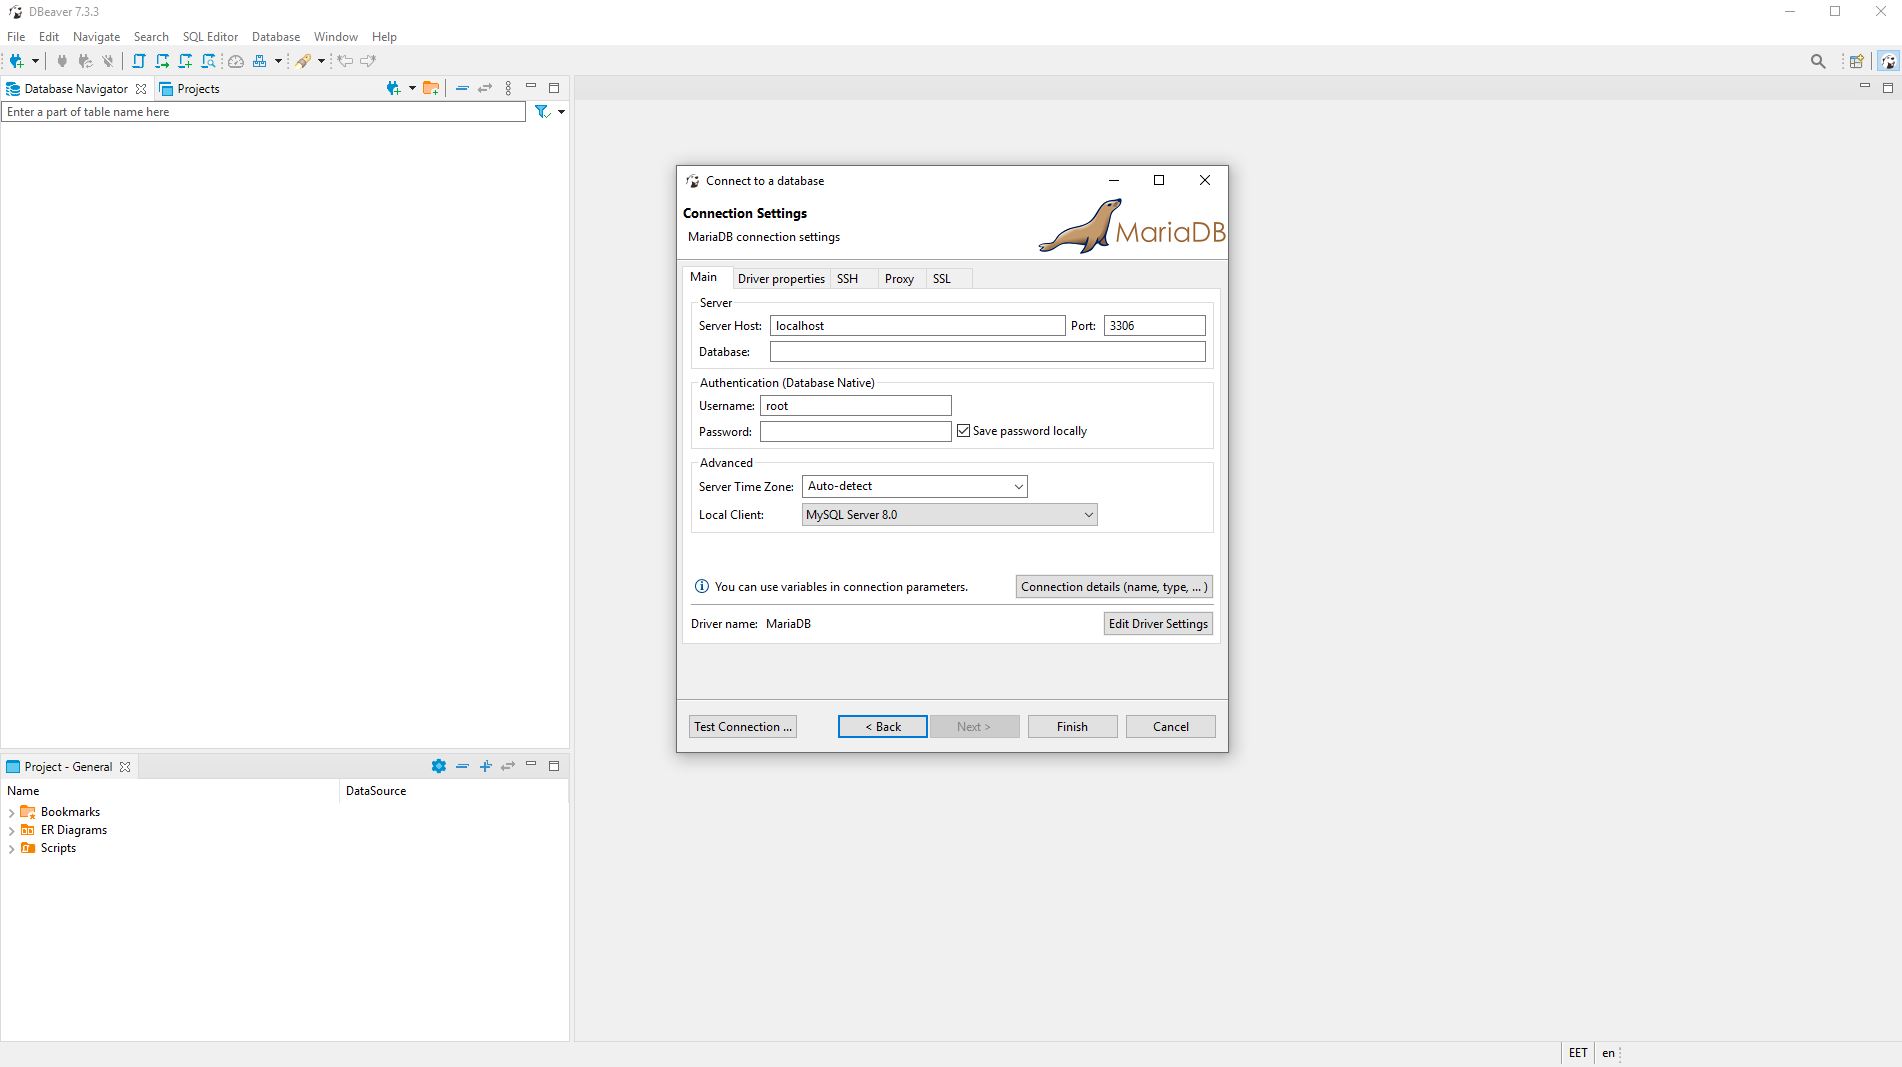 DBeaver 7.3.3
File Edit Navigate Search SQL Editor Database Window Help
Database Navigator Projects
Enter a part of table name here
Connect to a database
Connection Settings
MariaDB connection settings
MariaDB
Main Driver properties SSH Proxy SSL
Server
Server Host: localhost Port: 3306
Database:
Authentication (Database Native)
Username: root
Password: Save password locally
Advanced
Server Time Zone: Auto-detect
Local Client: MySQL Server 8.0
You can use variables in connection parameters. Connection details (name, type, ... )
Driver name: MariaDB Edit Driver Settings
Test Connection ... < Back Next > Finish Cancel
Project - General
Name DataSource
Bookmarks
ER Diagrams
Scripts
EET en